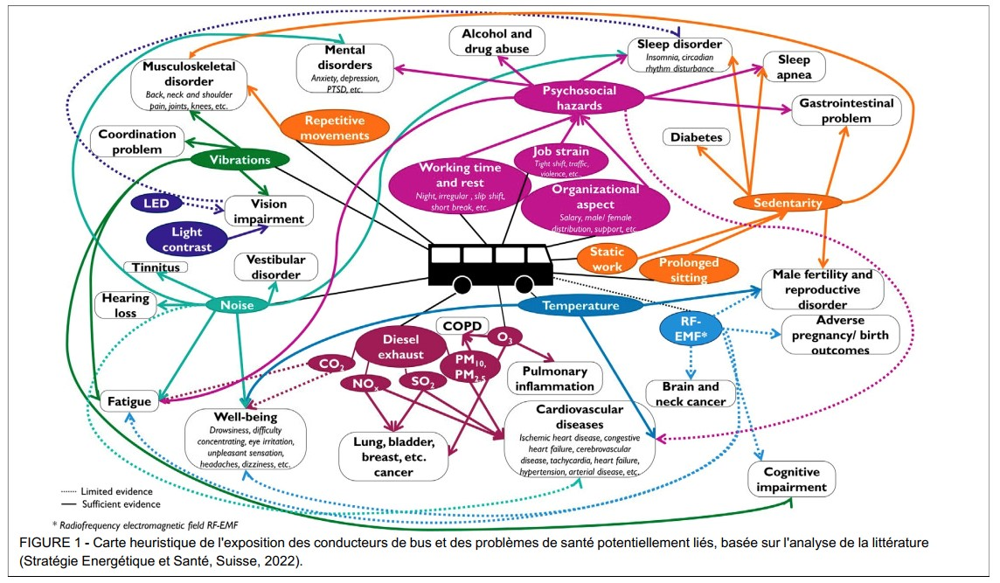 Musculoskeletal
disorder
Back, neck and shoulder
pain, joints, knees, etc.
Mental
disorders
Anxiety, depression,
PTSD, etc.
Alcohol and
drug abuse
Sleep disorder
Insomnia, circadian
rhythm disturbance
Sleep
apnea
Psychosocial
hazards
Gastrointestinal
problem
Repetitive
movements
Coordination
problem
Vibrations
Diabetes
Job strain
Tight shift, traffic,
violence, etc.
Working time
and rest
Night, irregular , slip shift,
short break, etc.
Organizational
aspect
Salary, male/ female
distribution, support, etc
LED
Vision
impairment
Sedentarity
Light
contrast
Static
work
Prolonged
sitting
Tinnitus
Vestibular
disorder
Male fertility and
reproductive
disorder
Hearing
loss
Noise
Temperature
RF-
EMF*
Adverse
pregnancy/ birth
outcomes
Diesel
exhaust
COPD
O3
CO2
NOx
SO2
PM10,
PM2.5
Pulmonary
inflammation
Brain and
neck cancer
Fatigue
Well-being
Drowsiness, difficulty
concentrating, eye irritation,
unpleasant sensation,
headaches, dizziness, etc.
Lung, bladder,
breast, etc.
cancer
Cardiovascular
diseases
Ischemic heart disease, congestive
heart failure, cerebrovascular
disease, tachycardia, heart failure,
hypertension, arterial disease, etc.
Cognitive
impairment
Limited evidence
Sufficient evidence
* Radiofrequency electromagnetic field RF-EMF
FIGURE 1 - Carte heuristique de l'exposition des conducteurs de bus et des problèmes de santé potentiellement liés, basée sur l'analyse de la littérature
(Stratégie Energétique et Santé, Suisse, 2022).